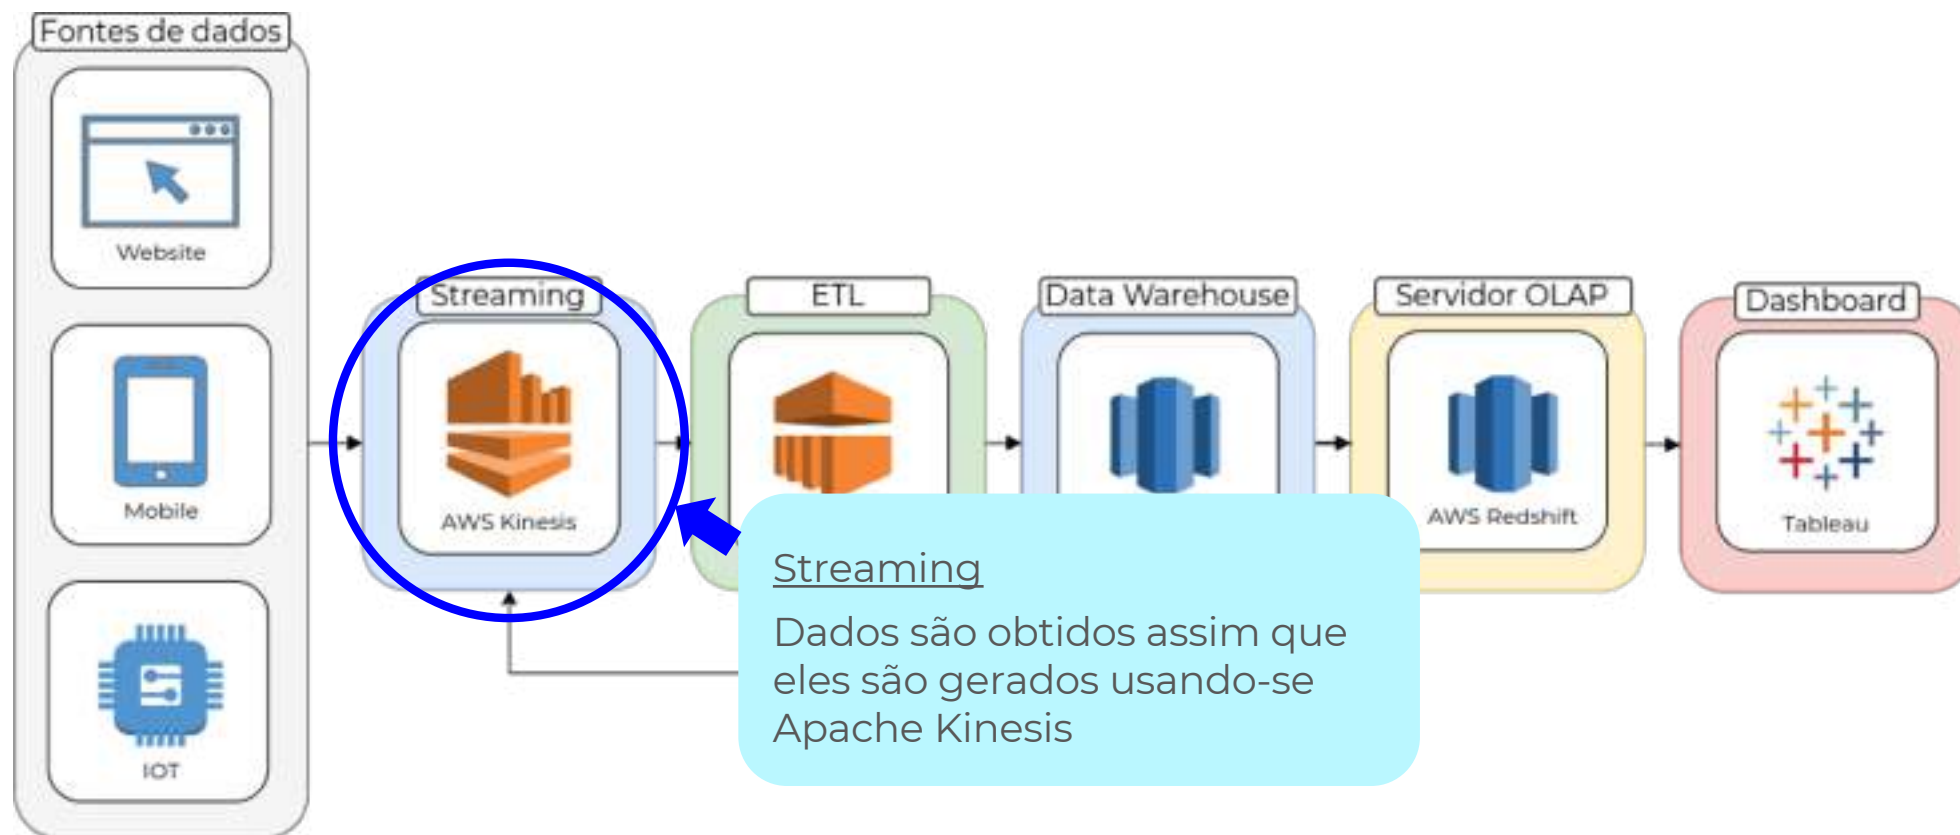 Fontes de dados
Website
Mobile
IOT
Streaming
AWS Kinesis
ETL
Data Warehouse
Servidor OLAP
AWS Redshift
Dashboard
Tableau
Streaming
Dados são obtidos assim que
eles são gerados usando-se
Apache Kinesis